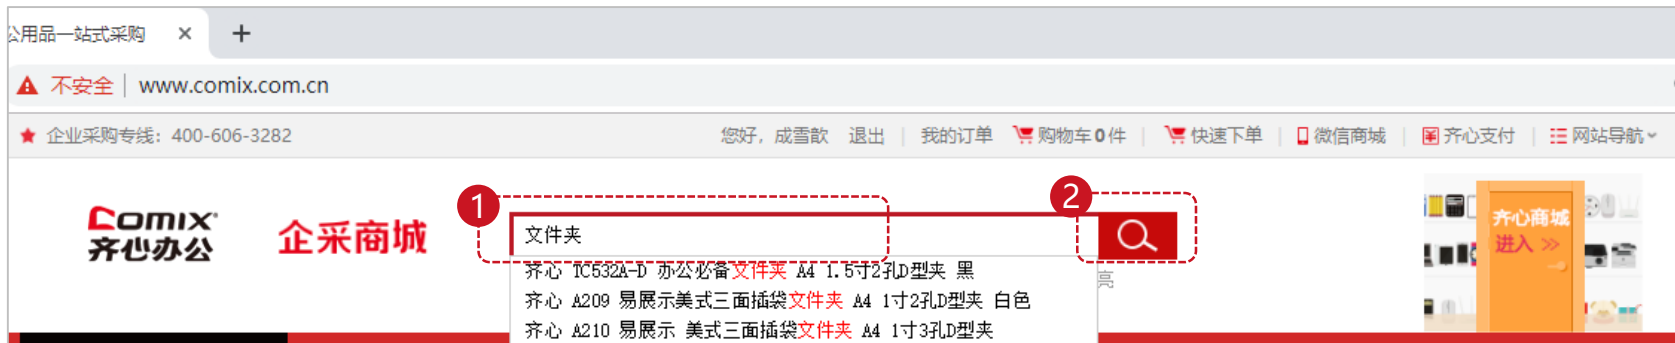 公用品一站式采购 × +
不安全 | www.comix.com.cn
企业采购专线：400-606-3282 您好，成雪歆 退出 | 我的订单 购物车0件 | 快速下单 | 微信商城 | 齐心支付 | 网站导航
1 2
comix 齐心办公 企采商城
文件夹
齐心商城
进入 >>
齐心 TC532A-D 办公必备文件夹 A4 1.5寸2孔D型夹 黑
亮
齐心 A209 易展示美式三面插袋文件夹 A4 1寸2孔D型夹 白色
齐心 A210 易展示 美式三面插袋文件夹 A4 1寸3孔D型夹